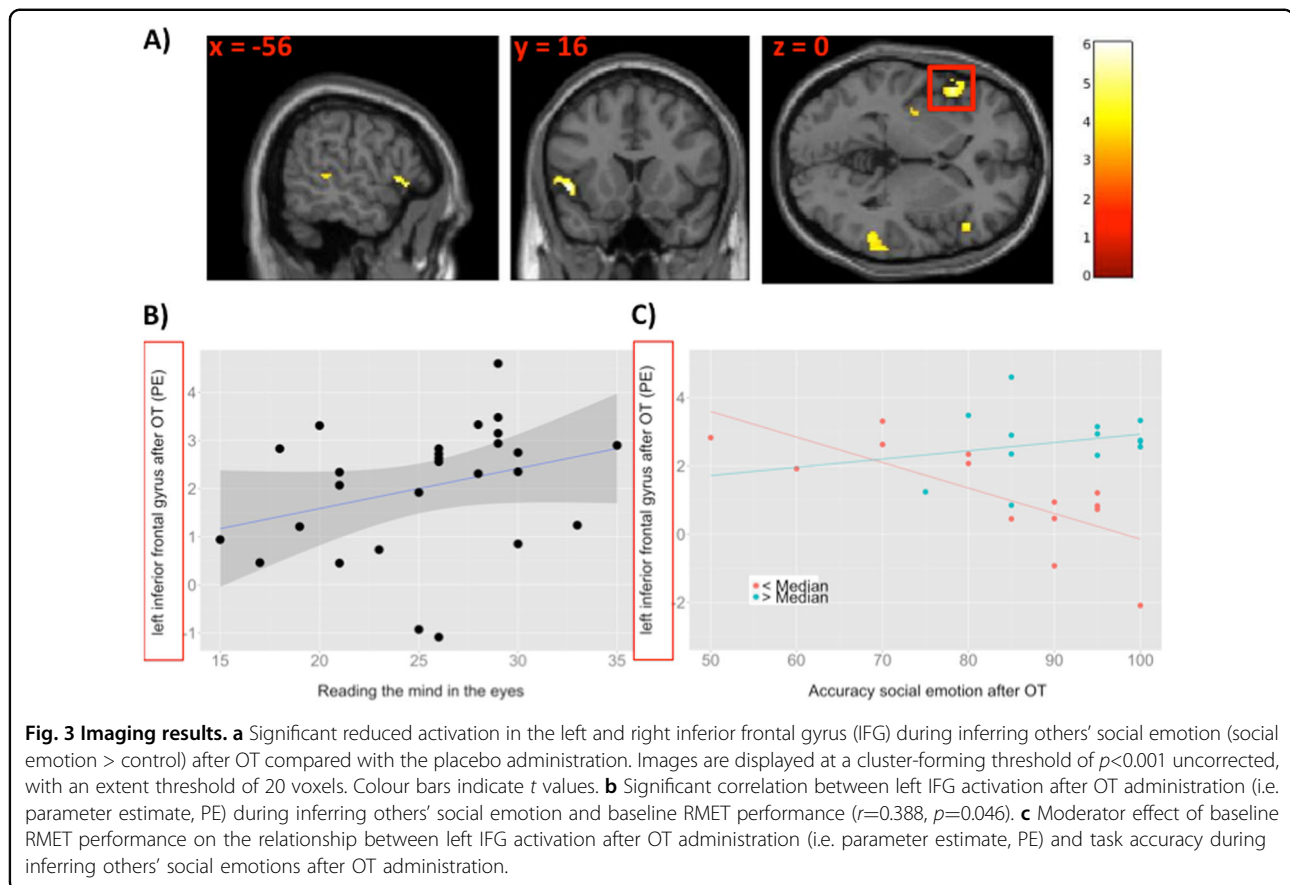 A)
x = -56
y = 16
z = 0
6
5
4
3
2
1
0
B)
left inferior frontal gyrus after OT (PE)
4
3
2
1
0
-1
15
20
25
30
35
Reading the mind in the eyes
C)
left inferior frontal gyrus after OT (PE)
4
2
0
-2
< Median
> Median
50
60
70
80
90
100
Accuracy social emotion after OT
Fig. 3 Imaging results. a Significant reduced activation in the left and right inferior frontal gyrus (IFG) during inferring others’ social emotion (social
emotion > control) after OT compared with the placebo administration. Images are displayed at a cluster-forming threshold of p<0.001 uncorrected,
with an extent threshold of 20 voxels. Colour bars indicate t values. b Significant correlation between left IFG activation after OT administration (i.e.
parameter estimate, PE) during inferring others’ social emotion and baseline RMET performance (r=0.388, p=0.046). c Moderator effect of baseline
RMET performance on the relationship between left IFG activation after OT administration (i.e. parameter estimate, PE) and task accuracy during
inferring others’ social emotions after OT administration.